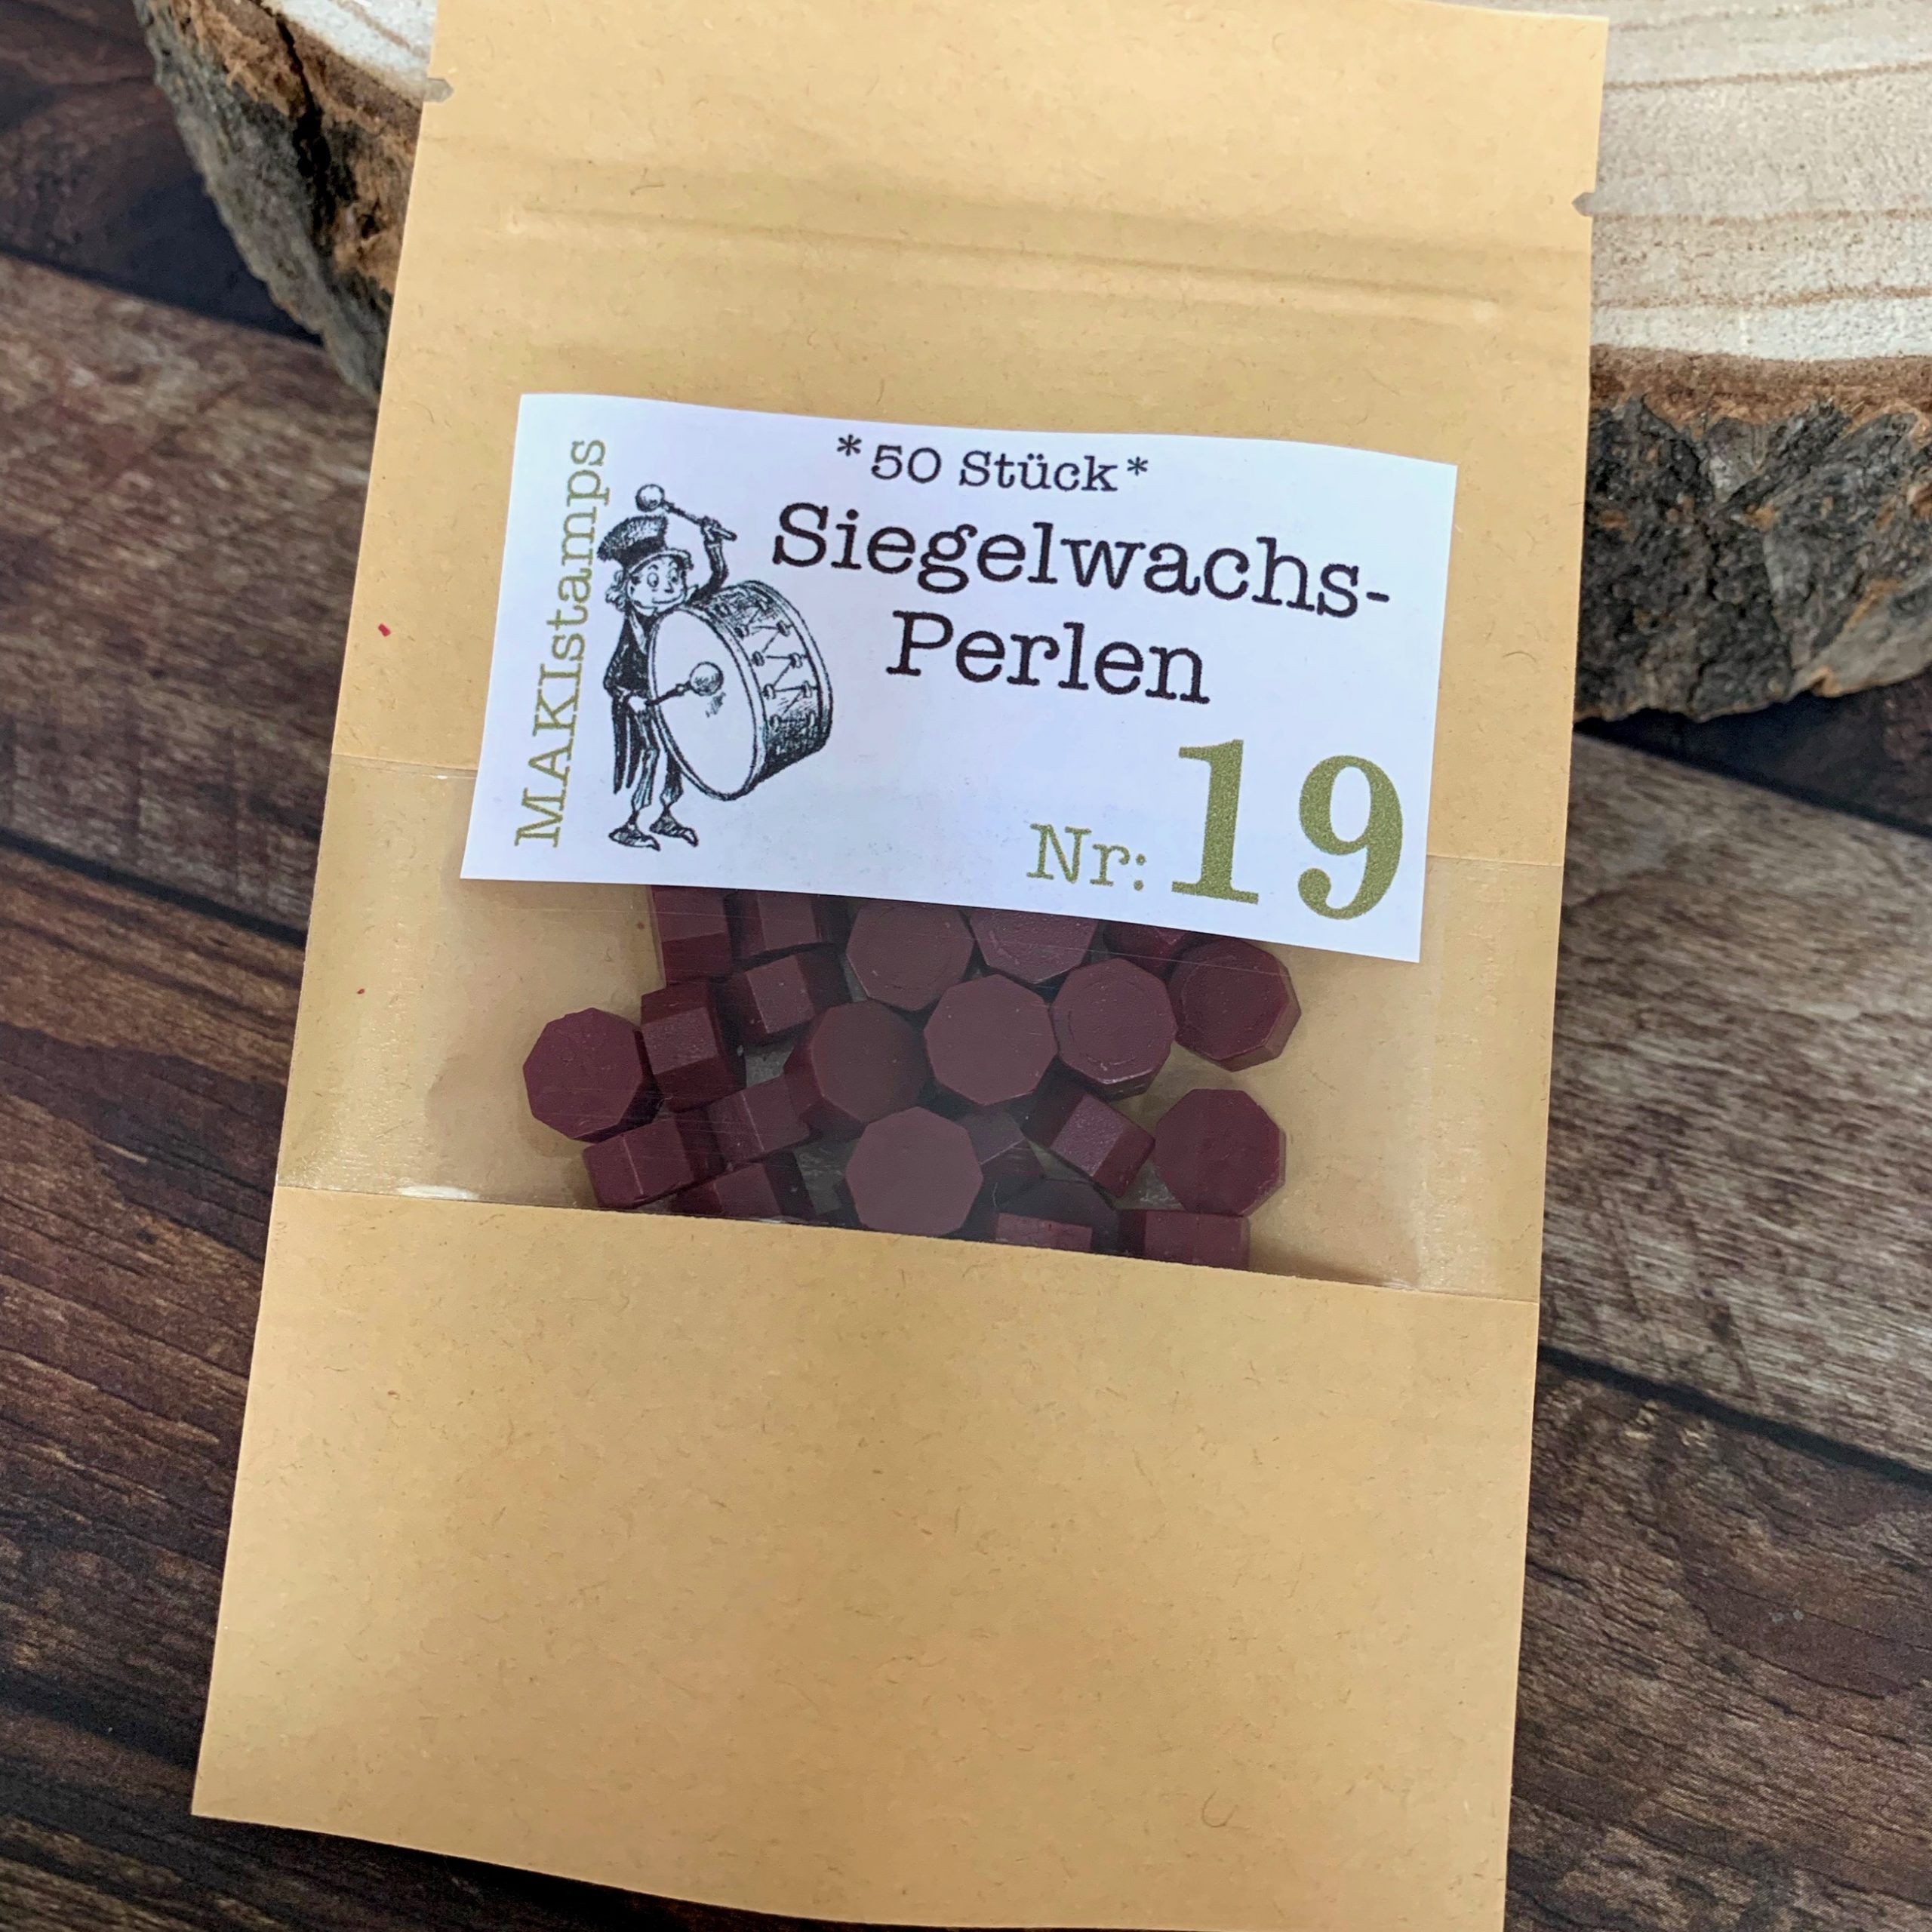 MAKIstamps
*50 Stück*
Siegelwachs-
Perlen
Nr: 19